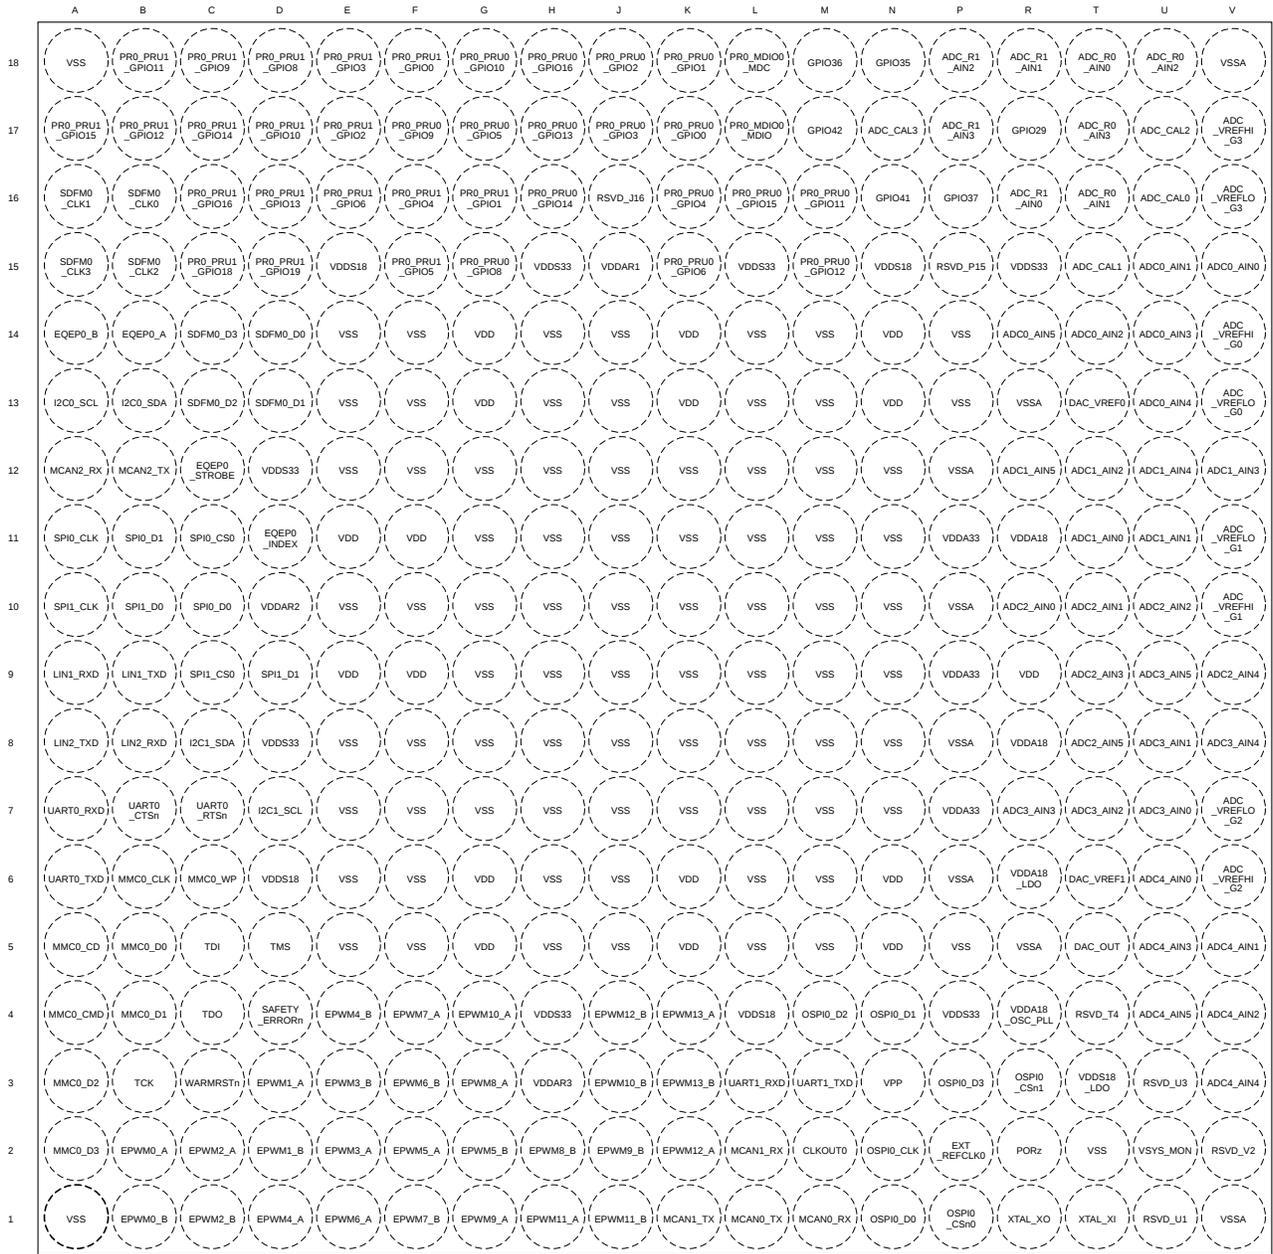 A B C D E F G H J K L M N P R T U V
18 VSS PR0_PRU1_GPIO11 PR0_PRU1_GPIO9 PR0_PRU1_GPIO8 PR0_PRU1_GPIO3 PR0_PRU1_GPIO0 PR0_PRU0_GPIO10 PR0_PRU0_GPIO16 PR0_PRU0_GPIO2 PR0_PRU0_GPIO1 PR0_MDIO0_MDC GPIO36 GPIO35 ADC_R1_AIN2 ADC_R1_AIN1 ADC_R0_AIN0 ADC_R0_AIN2 VSSA
17 PR0_PRU1_GPIO15 PR0_PRU1_GPIO12 PR0_PRU1_GPIO14 PR0_PRU1_GPIO10 PR0_PRU1_GPIO2 PR0_PRU0_GPIO9 PR0_PRU0_GPIO5 PR0_PRU0_GPIO13 PR0_PRU0_GPIO3 PR0_PRU0_GPIO0 PR0_MDIO0_MDIO GPIO42 ADC_CAL3 ADC_R1_AIN3 GPIO29 ADC_R0_AIN3 ADC_CAL2 ADC_VREFHI_G3
16 SDFM0_CLK1 SDFM0_CLK0 PR0_PRU1_GPIO16 PR0_PRU1_GPIO13 PR0_PRU1_GPIO6 PR0_PRU1_GPIO4 PR0_PRU1_GPIO1 PR0_PRU0_GPIO14 RSVD_J16 PR0_PRU0_GPIO4 PR0_PRU0_GPIO15 PR0_PRU0_GPIO11 GPIO41 GPIO37 ADC_R1_AIN0 ADC_R0_AIN1 ADC_CAL0 ADC_VREFLO_G3
15 SDFM0_CLK3 SDFM0_CLK2 PR0_PRU1_GPIO18 PR0_PRU1_GPIO19 VDDS18 PR0_PRU1_GPIO5 PR0_PRU0_GPIO8 VDDS33 VDDAR1 PR0_PRU0_GPIO6 VDDS33 PR0_PRU0_GPIO12 VDDS18 RSVD_P15 VDDS33 ADC_CAL1 ADC0_AIN1 ADC0_AIN0
14 EQEP0_B EQEP0_A SDFM0_D3 SDFM0_D0 VSS VSS VDD VSS VSS VDD VSS VSS VDD VSS ADC0_AIN5 ADC0_AIN2 ADC0_AIN3 ADC_VREFHI_G0
13 I2C0_SCL I2C0_SDA SDFM0_D2 SDFM0_D1 VSS VSS VDD VSS VSS VDD VSS VSS VDD VSS VSSA DAC_VREF0 ADC0_AIN4 ADC_VREFLO_G0
12 MCAN2_RX MCAN2_TX EQEP0_STROBE VDDS33 VSS VSS VSS VSS VSS VSS VSS VSS VSS VSSA ADC1_AIN5 ADC1_AIN2 ADC1_AIN4 ADC1_AIN3
11 SPI0_CLK SPI0_D1 SPI0_CS0 EQEP0_INDEX VDD VDD VSS VSS VSS VSS VSS VSS VSS VDDA33 VDDA18 ADC1_AIN0 ADC1_AIN1 ADC_VREFLO_G1
10 SPI1_CLK SPI1_D0 SPI0_D0 VDDAR2 VSS VSS VSS VSS VSS VSS VSS VSS VSS VSSA ADC2_AIN0 ADC2_AIN1 ADC2_AIN2 ADC_VREFHI_G1
9 LIN1_RXD LIN1_TXD SPI1_CS0 SPI1_D1 VDD VDD VSS VSS VSS VSS VSS VSS VSS VDDA33 VDD ADC2_AIN3 ADC3_AIN5 ADC2_AIN4
8 LIN2_TXD LIN2_RXD I2C1_SDA VDDS33 VSS VSS VSS VSS VSS VSS VSS VSS VSS VSSA VDDA18 ADC2_AIN5 ADC3_AIN1 ADC3_AIN4
7 UART0_RXD UART0_CTSn UART0_RTSn I2C1_SCL VSS VSS VSS VSS VSS VSS VSS VSS VSS VDDA33 ADC3_AIN3 ADC3_AIN2 ADC3_AIN0 ADC_VREFLO_G2
6 UART0_TXD MMC0_CLK MMC0_WP VDDS18 VSS VSS VDD VSS VSS VDD VSS VSS VDD VSSA VDDA18_LDO DAC_VREF1 ADC4_AIN0 ADC_VREFHI_G2
5 MMC0_CD MMC0_D0 TDI TMS VSS VSS VDD VSS VSS VDD VSS VSS VDD VSS VSSA DAC_OUT ADC4_AIN3 ADC4_AIN1
4 MMC0_CMD MMC0_D1 TDO SAFETY_ERRORn EPWM4_B EPWM7_A EPWM10_A VDDS33 EPWM12_B EPWM13_A VDDS18 OSPI0_D2 OSPI0_D1 VDDS33 VDDA18_OSC_PLL RSVD_T4 ADC4_AIN5 ADC4_AIN2
3 MMC0_D2 TCK WARMRSTn EPWM1_A EPWM3_B EPWM6_B EPWM8_A VDDAR3 EPWM10_B EPWM13_B UART1_RXD UART1_TXD VPP OSPI0_D3 OSPI0_CSn1 VDDS18_LDO RSVD_U3 ADC4_AIN4
2 MMC0_D3 EPWM0_A EPWM2_A EPWM1_B EPWM3_A EPWM5_A EPWM5_B EPWM8_B EPWM9_B EPWM12_A MCAN1_RX CLKOUT0 OSPI0_CLK EXT_REFCLK0 PORz VSS VSYS_MON RSVD_V2
1 VSS EPWM0_B EPWM2_B EPWM4_A EPWM6_A EPWM7_B EPWM9_A EPWM11_A EPWM11_B MCAN1_TX MCAN0_TX MCAN0_RX OSPI0_D0 OSPI0_CSn0 XTAL_XO XTAL_XI RSVD_U1 VSSA